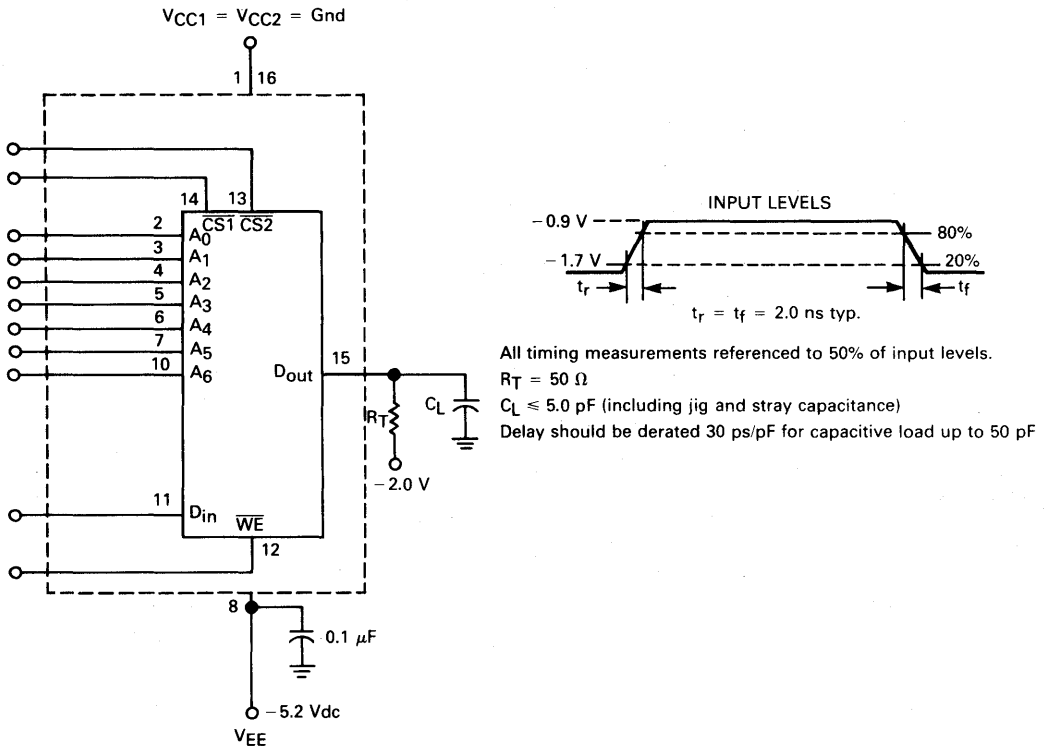 VCC1 = VCC2 = Gnd
1 16
14 13
CS1 CS2
2 A0
3 A1
4 A2
5 A3
6 A4
7 A5
10 A6
Dout 15
RT
CL
−2.0 V
11 Din
WE
12
8
0.1 μF
−5.2 Vdc
VEE
INPUT LEVELS
−0.9 V 80%
−1.7 V 20%
tr tf
tr = tf = 2.0 ns typ.
All timing measurements referenced to 50% of input levels.
RT = 50 Ω
CL ≤ 5.0 pF (including jig and stray capacitance)
Delay should be derated 30 ps/pF for capacitive load up to 50 pF